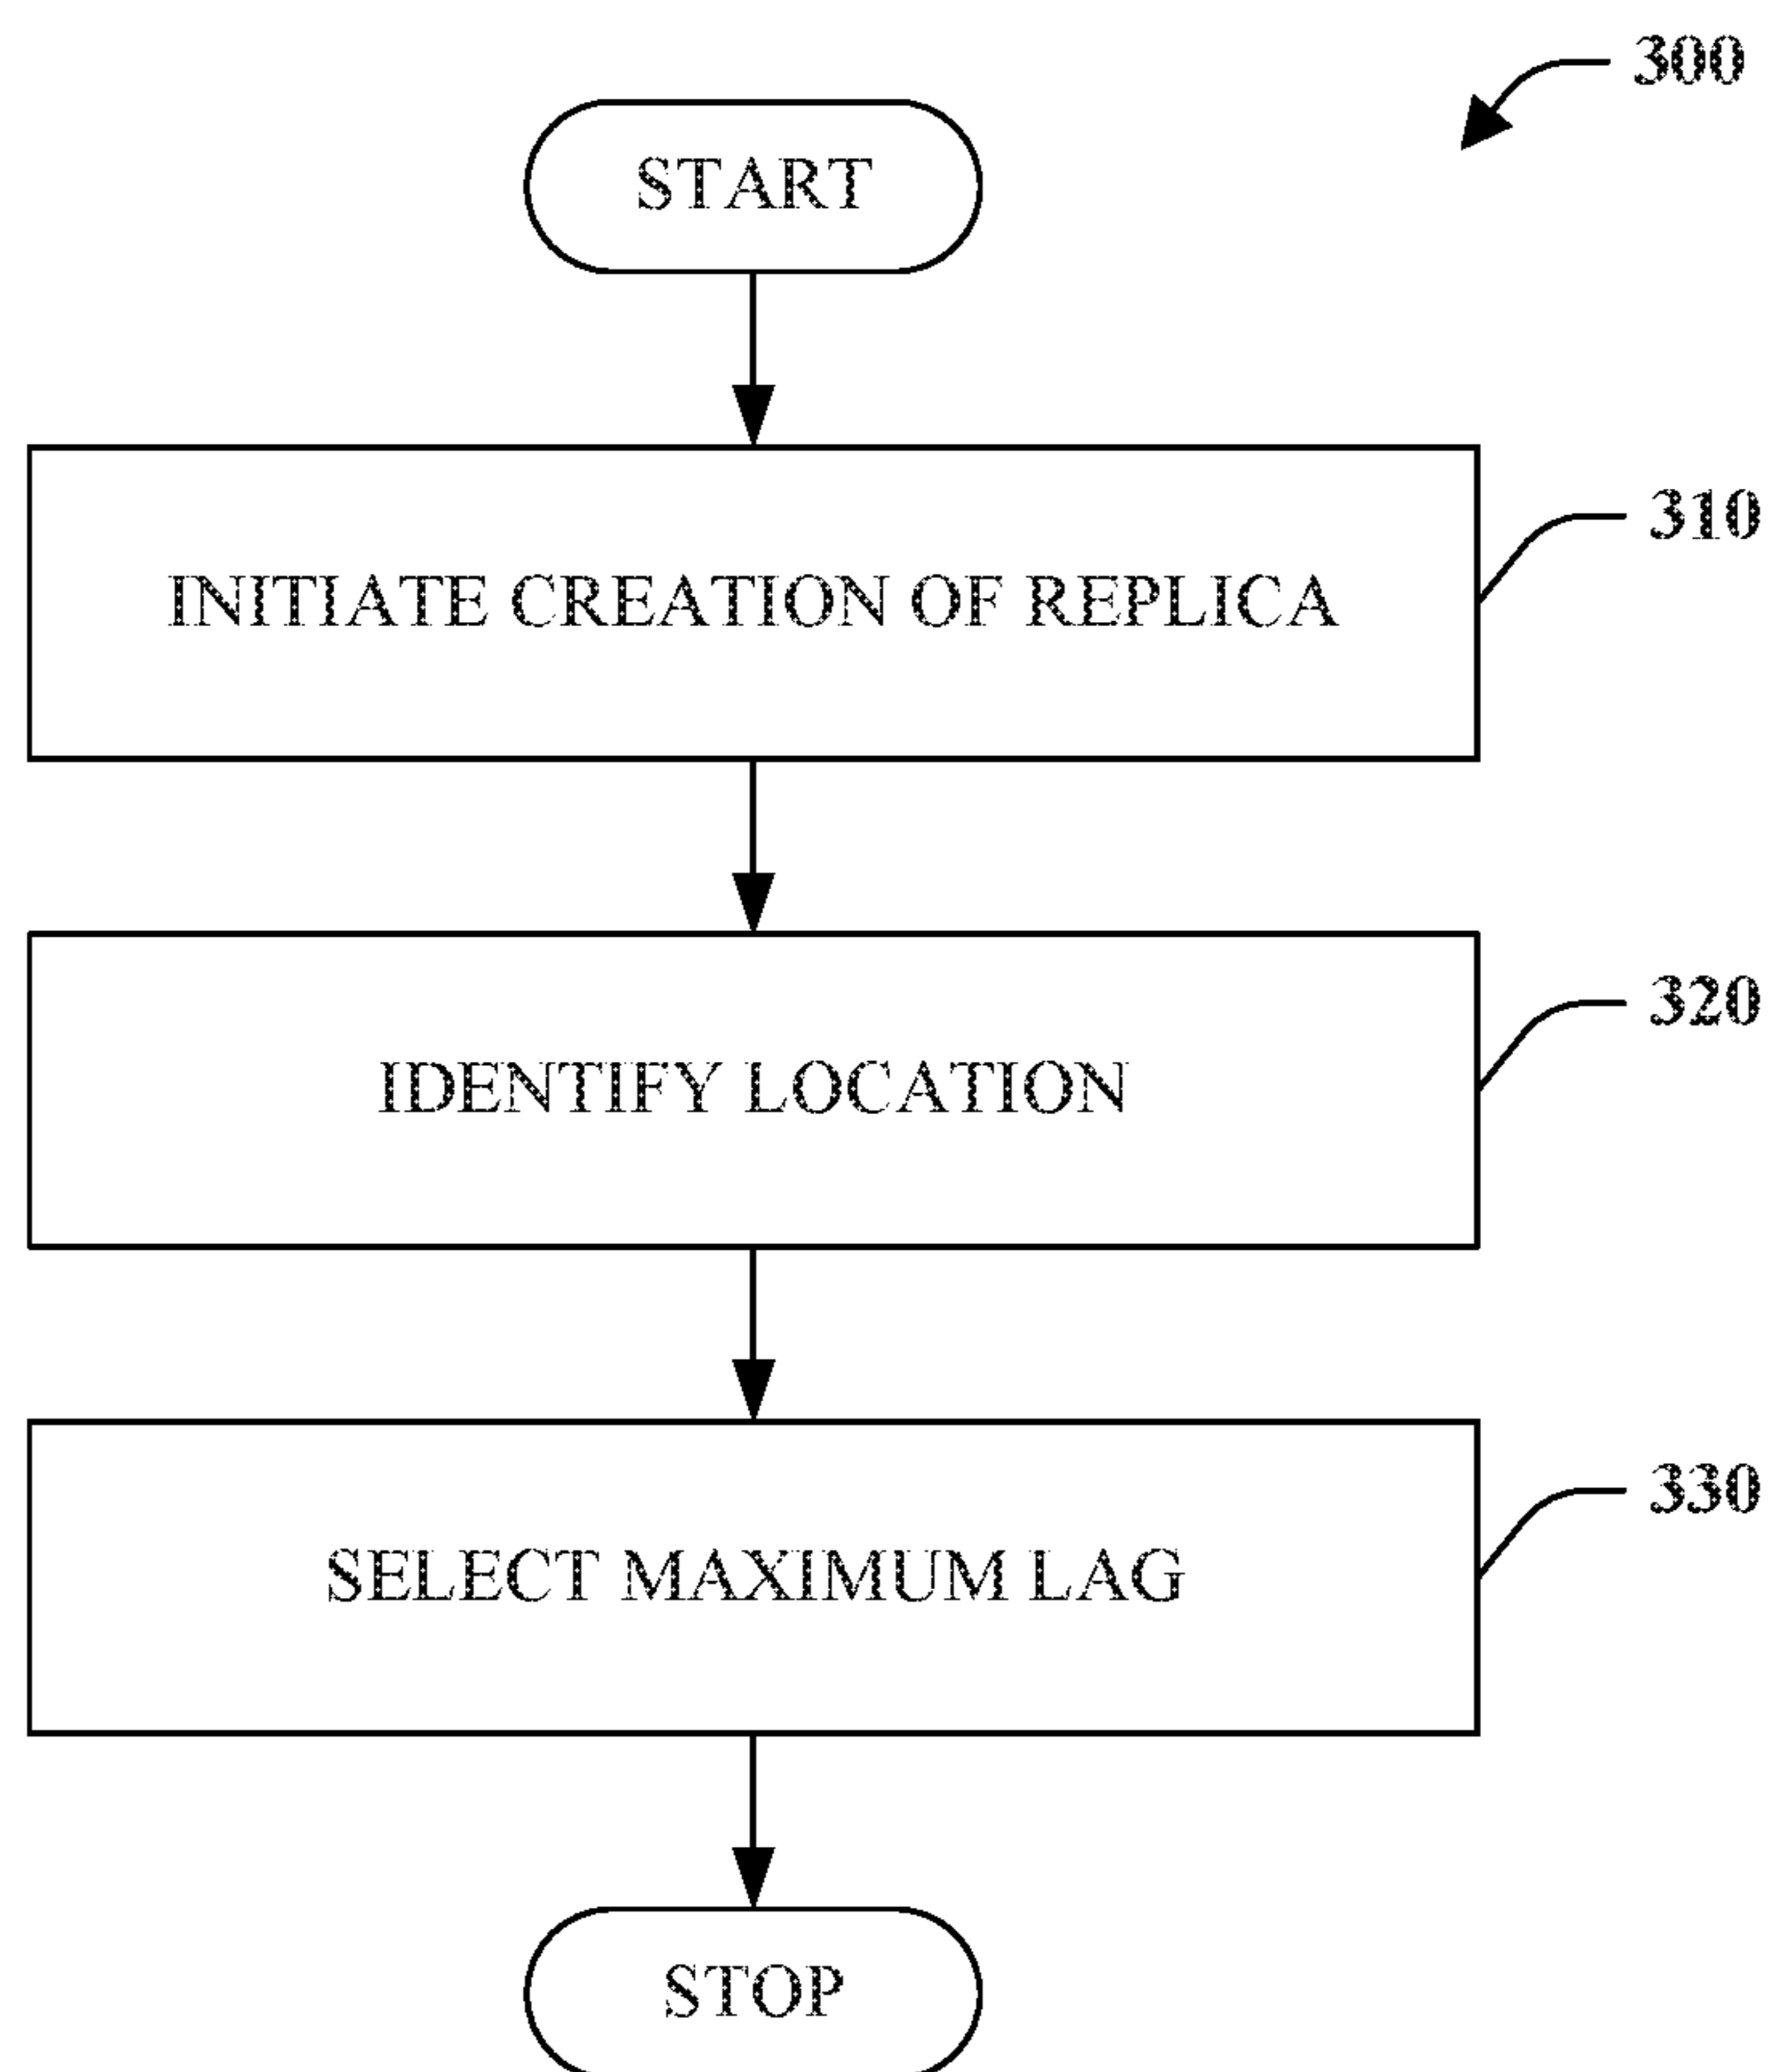 300
START
310
INITIATE CREATION OF REPLICA
320
IDENTIFY LOCATION
330
SELECT MAXIMUM LAG
STOP